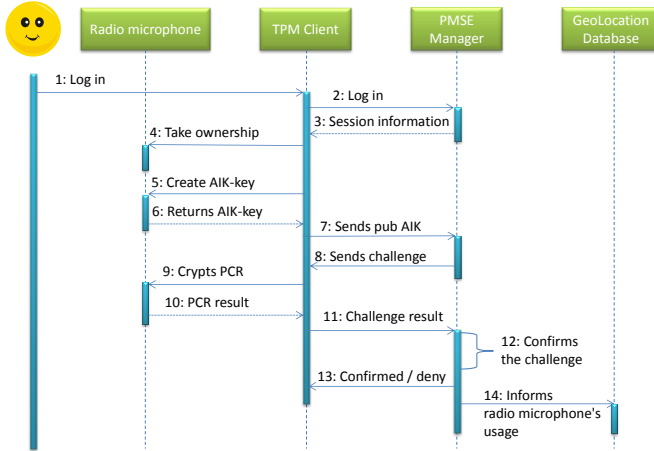 Radio microphone
TPM Client
PMSE
Manager
GeoLocation
Database
1: Log in
2: Log in
3: Session information
4: Take ownership
5: Create AIK-key
6: Returns AIK-key
7: Sends pub AIK
8: Sends challenge
9: Crypts PCR
10: PCR result
11: Challenge result
12: Confirms
the challenge
13: Confirmed / deny
14: Informs
radio microphone's
usage